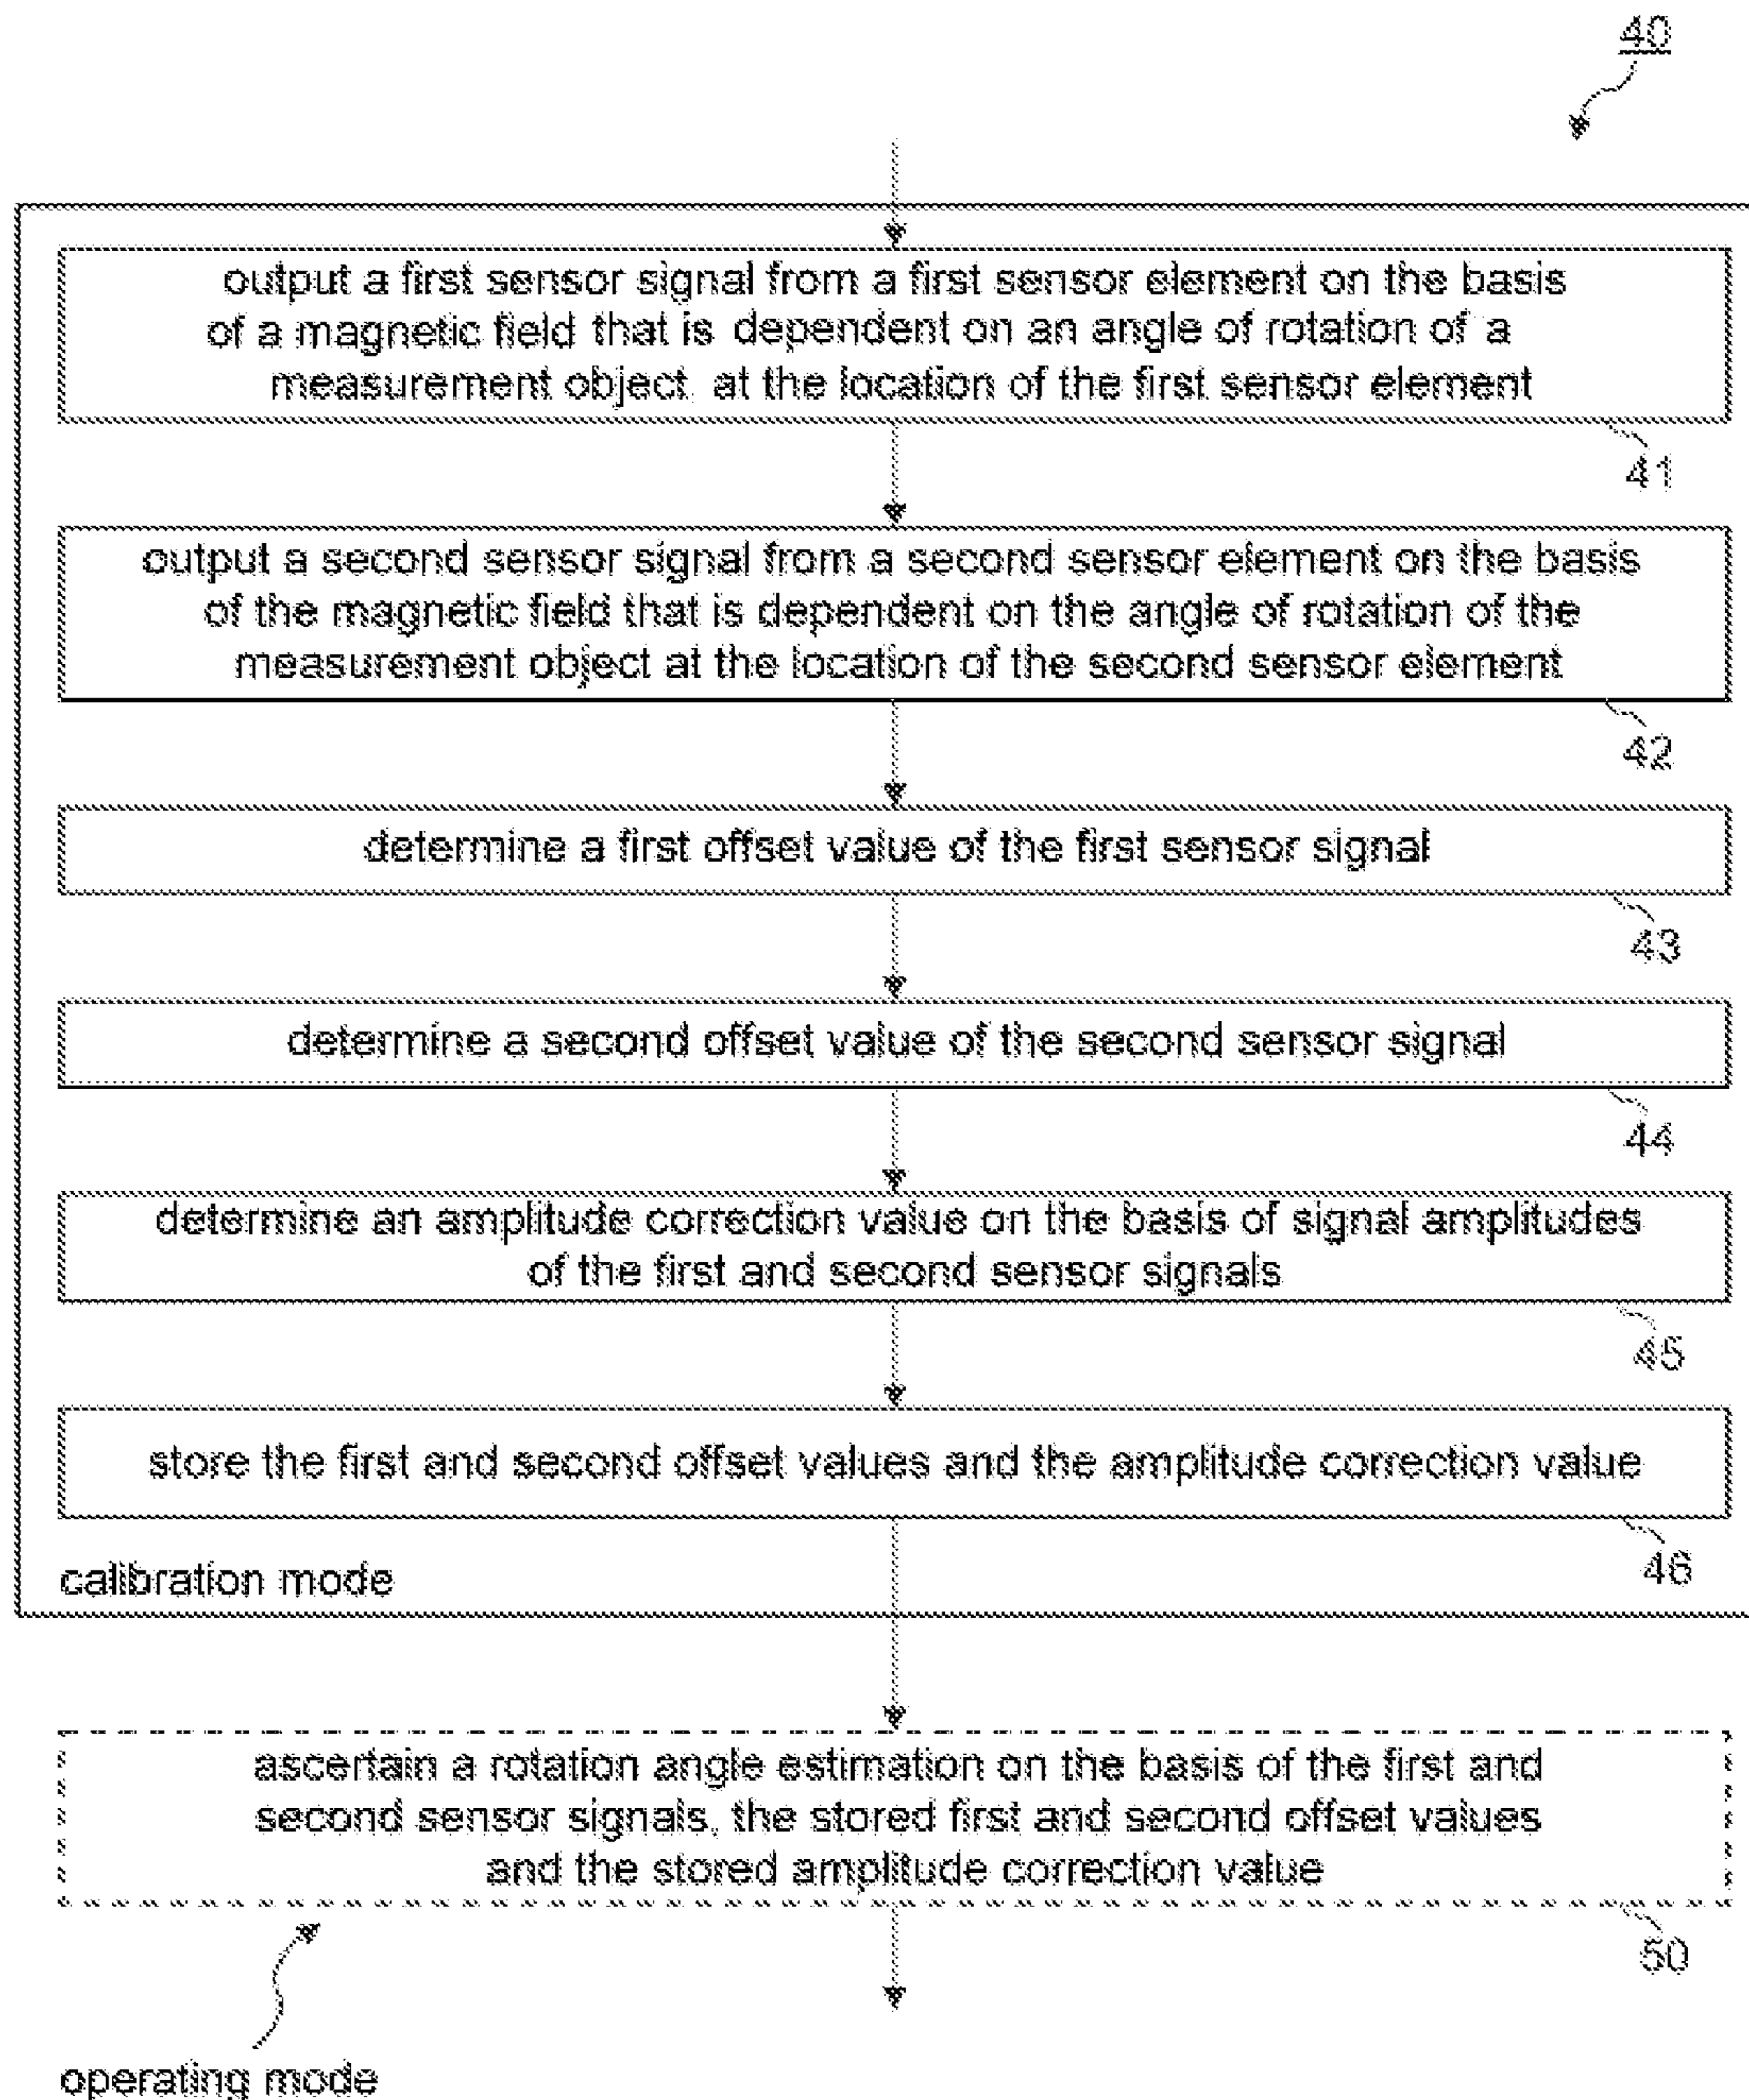 40
output a first sensor signal from a first sensor element on the basis
of a magnetic field that is dependent on an angle of rotation of a
measurement object at the location of the first sensor element
41
output a second sensor signal from a second sensor element on the basis
of the magnetic field that is dependent on the angle of rotation of the
measurement object at the location of the second sensor element
42
determine a first offset value of the first sensor signal
43
determine a second offset value of the second sensor signal
44
determine an amplitude correction value on the basis of signal amplitudes
of the first and second sensor signals
45
store the first and second offset values and the amplitude correction value
46
calibration mode
ascertain a rotation angle estimation on the basis of the first and
second sensor signals, the stored first and second offset values
and the stored amplitude correction value
50
operating mode